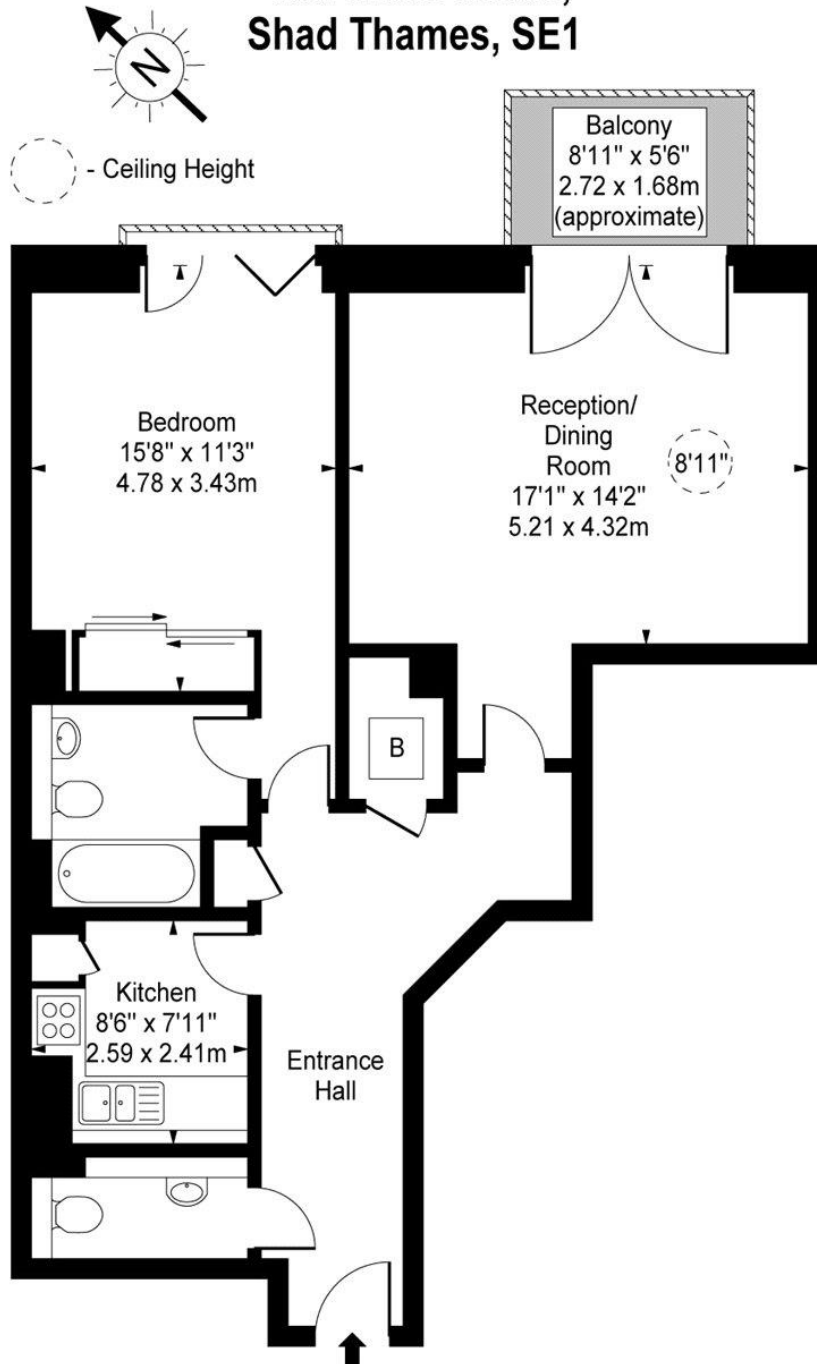 Shad Thames, SE1
N
- Ceiling Height
Balcony
8'11" x 5'6"
2.72 x 1.68m
(approximate)
Bedroom
15'8" x 11'3"
4.78 x 3.43m
Reception/
Dining
Room
17'1" x 14'2"
5.21 x 4.32m
8'11"
B
Kitchen
8'6" x 7'11"
2.59 x 2.41m
Entrance
Hall